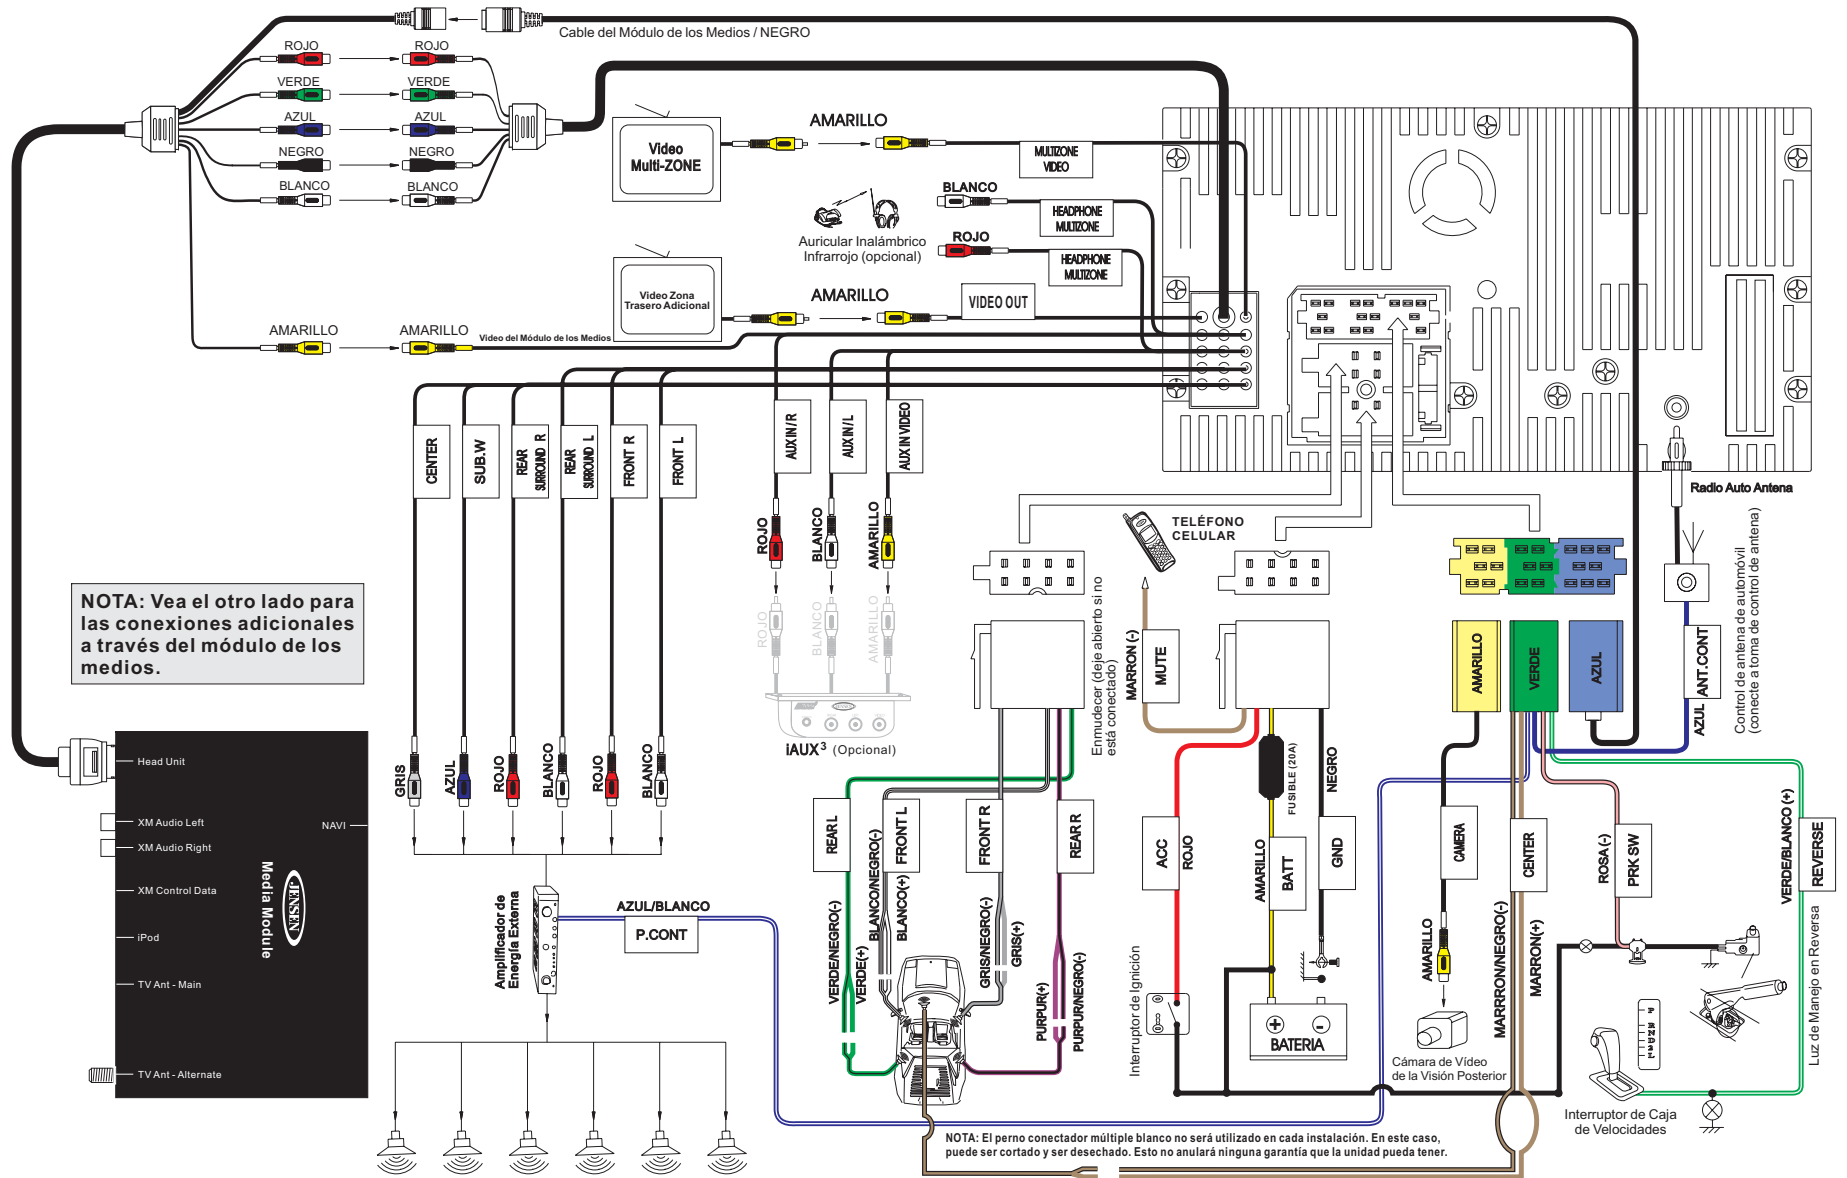 Cable del Módulo de los Medios / NEGRO
ROJO
ROJO
VERDE
VERDE
AZUL
AZUL
NEGRO
NEGRO
BLANCO
BLANCO
AMARILLO
AMARILLO
Video del Módulo de los Medios
Video
Multi-ZONE
AMARILLO
MULTIZONE
VIDEO
BLANCO
HEADPHONE
MULTIZONE
ROJO
HEADPHONE
MULTIZONE
Auricular Inalámbrico
Infrarrojo (opcional)
Video Zona
Trasero Adicional
AMARILLO
VIDEO OUT
CENTER
SUB.W
REAR
SURROUND R
REAR
SURROUND L
FRONT R
FRONT L
AUX IN/R
AUX IN/L
AUX IN VIDEO
ROJO
BLANCO
AMARILLO
ROJO
BLANCO
AMARILLO
JENSEN
iAUX³ (Opcional)
Radio Auto Antena
TELÉFONO
CELULAR
NOTA: Vea el otro lado para
las conexiones adicionales
a través del módulo de los
medios.
Enmudecer (deje abierto si no
está conectado)
MARRON (-)
MUTE
AMARILLO
VERDE
AZUL
AZUL
ANT.CONT
Control de antena de automóvil
(conecte a toma de control de antena)
GRIS
AZUL
ROJO
BLANCO
ROJO
BLANCO
Head Unit
XM Audio Left
NAVI
XM Audio Right
XM Control Data
iPod
TV Ant - Main
TV Ant - Alternate
JENSEN
Media Module
Amplificador de
Energía Externa
AZUL/BLANCO
P.CONT
REAR L
FRONT L
FRONT R
REAR R
VERDE/NEGRO(-)
VERDE(+)
BLANCO/NEGRO(-)
BLANCO(+)
GRIS/NEGRO(-)
GRIS(+)
PURPUR(+)
PURPUR/NEGRO(-)
ACC
ROJO
FUSIBLE (20A)
AMARILLO
BATT
NEGRO
GND
Interruptor de Ignición
BATERIA
CAMERA
AMARILLO
Cámara de Vídeo
de la Visión Posterior
CENTER
MARRRON/NEGRO(-)
MARRON(+)
ROSA (-)
PRK SW
VERDE/BLANCO (+)
REVERSE
Luz de Manejo en Reversa
Interruptor de Caja
de Velocidades
NOTA: El perno conectador múltiple blanco no será utilizado en cada instalación. En este caso,
puede ser cortado y ser desechado. Esto no anulará ninguna garantía que la unidad pueda tener.